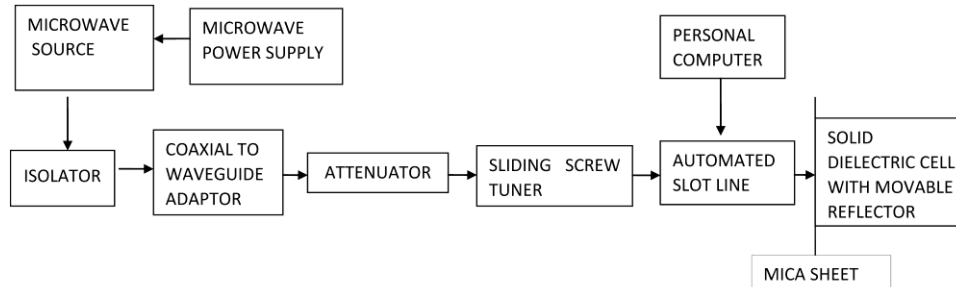 MICROWAVE
SOURCE
MICROWAVE
POWER SUPPLY
PERSONAL
COMPUTER
ISOLATOR
COAXIAL TO
WAVEGUIDE
ADAPTOR
ATTENUATOR
SLIDING SCREW
TUNER
AUTOMATED
SLOT LINE
SOLID
DIELECTRIC CELL
WITH MOVABLE
REFLECTOR
MICA SHEET